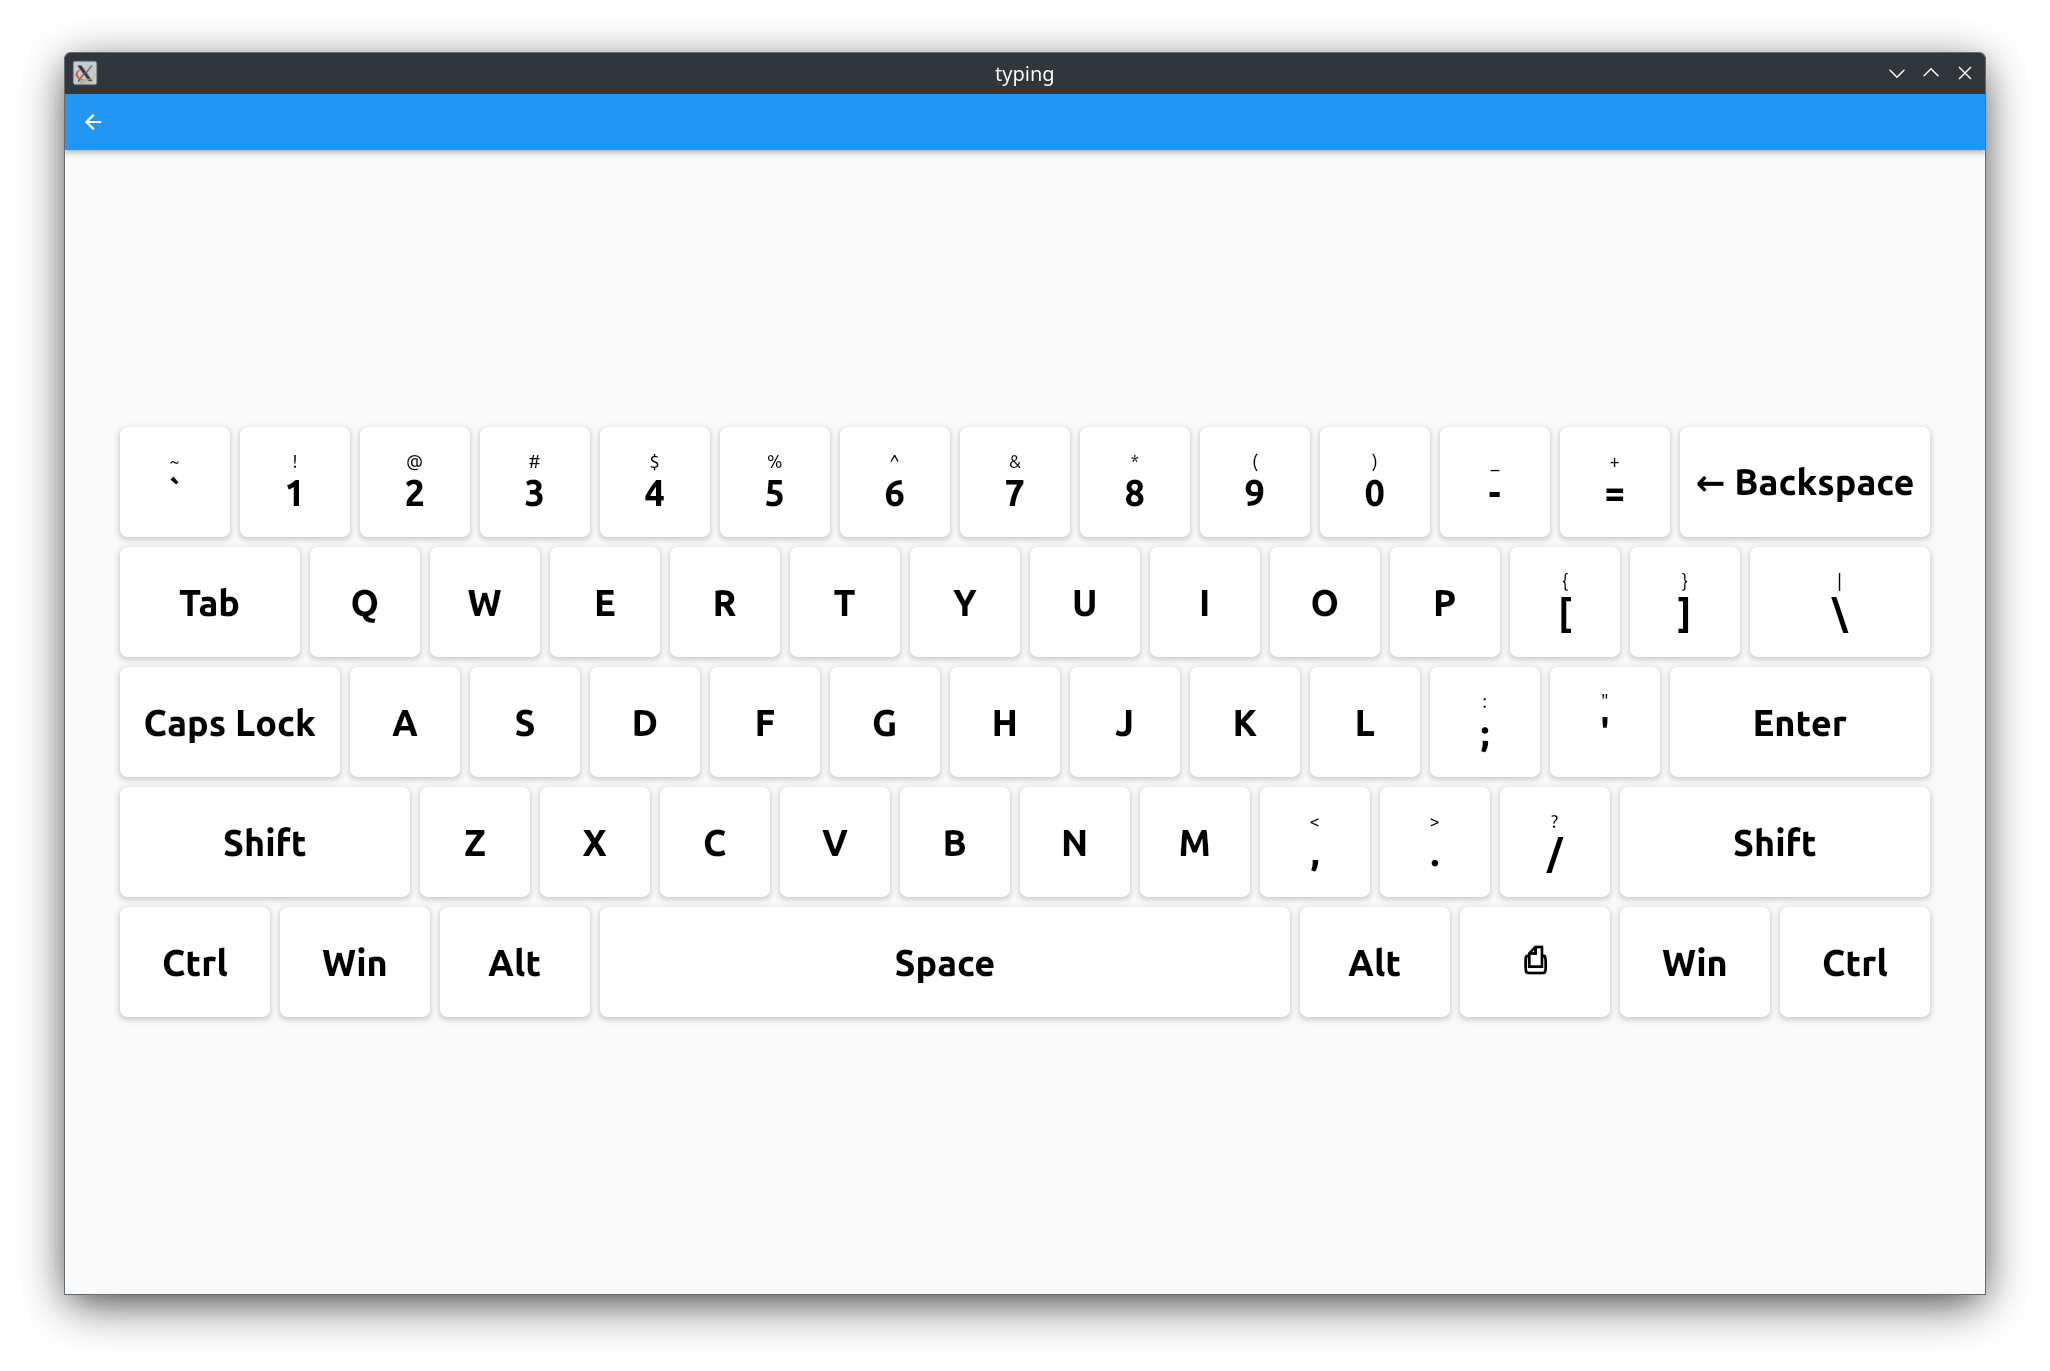 typing
~ ! @ # $ % ^ & * ( ) _ +
` 1 2 3 4 5 6 7 8 9 0 - = ← Backspace
{ } |
Tab Q W E R T Y U I O P [ ] \
: "
Caps Lock A S D F G H J K L ; ' Enter
< > ?
Shift Z X C V B N M , . / Shift
Ctrl Win Alt Space Alt ⎙ Win Ctrl